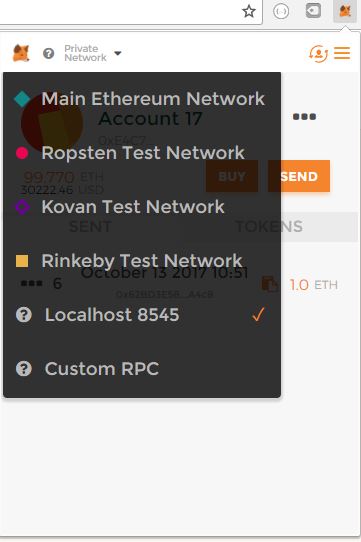 Private
Network
Main Ethereum Network
Account 17
0xE4C7...
Ropsten Test Network
99.770 ETH
30222.46 USD
BUY
SEND
Kovan Test Network
SENT
TOKENS
Rinkeby Test Network
October 13 2017 10:51
6
0x62BD3E56...A4c8
1.0 ETH
Localhost 8545
Custom RPC